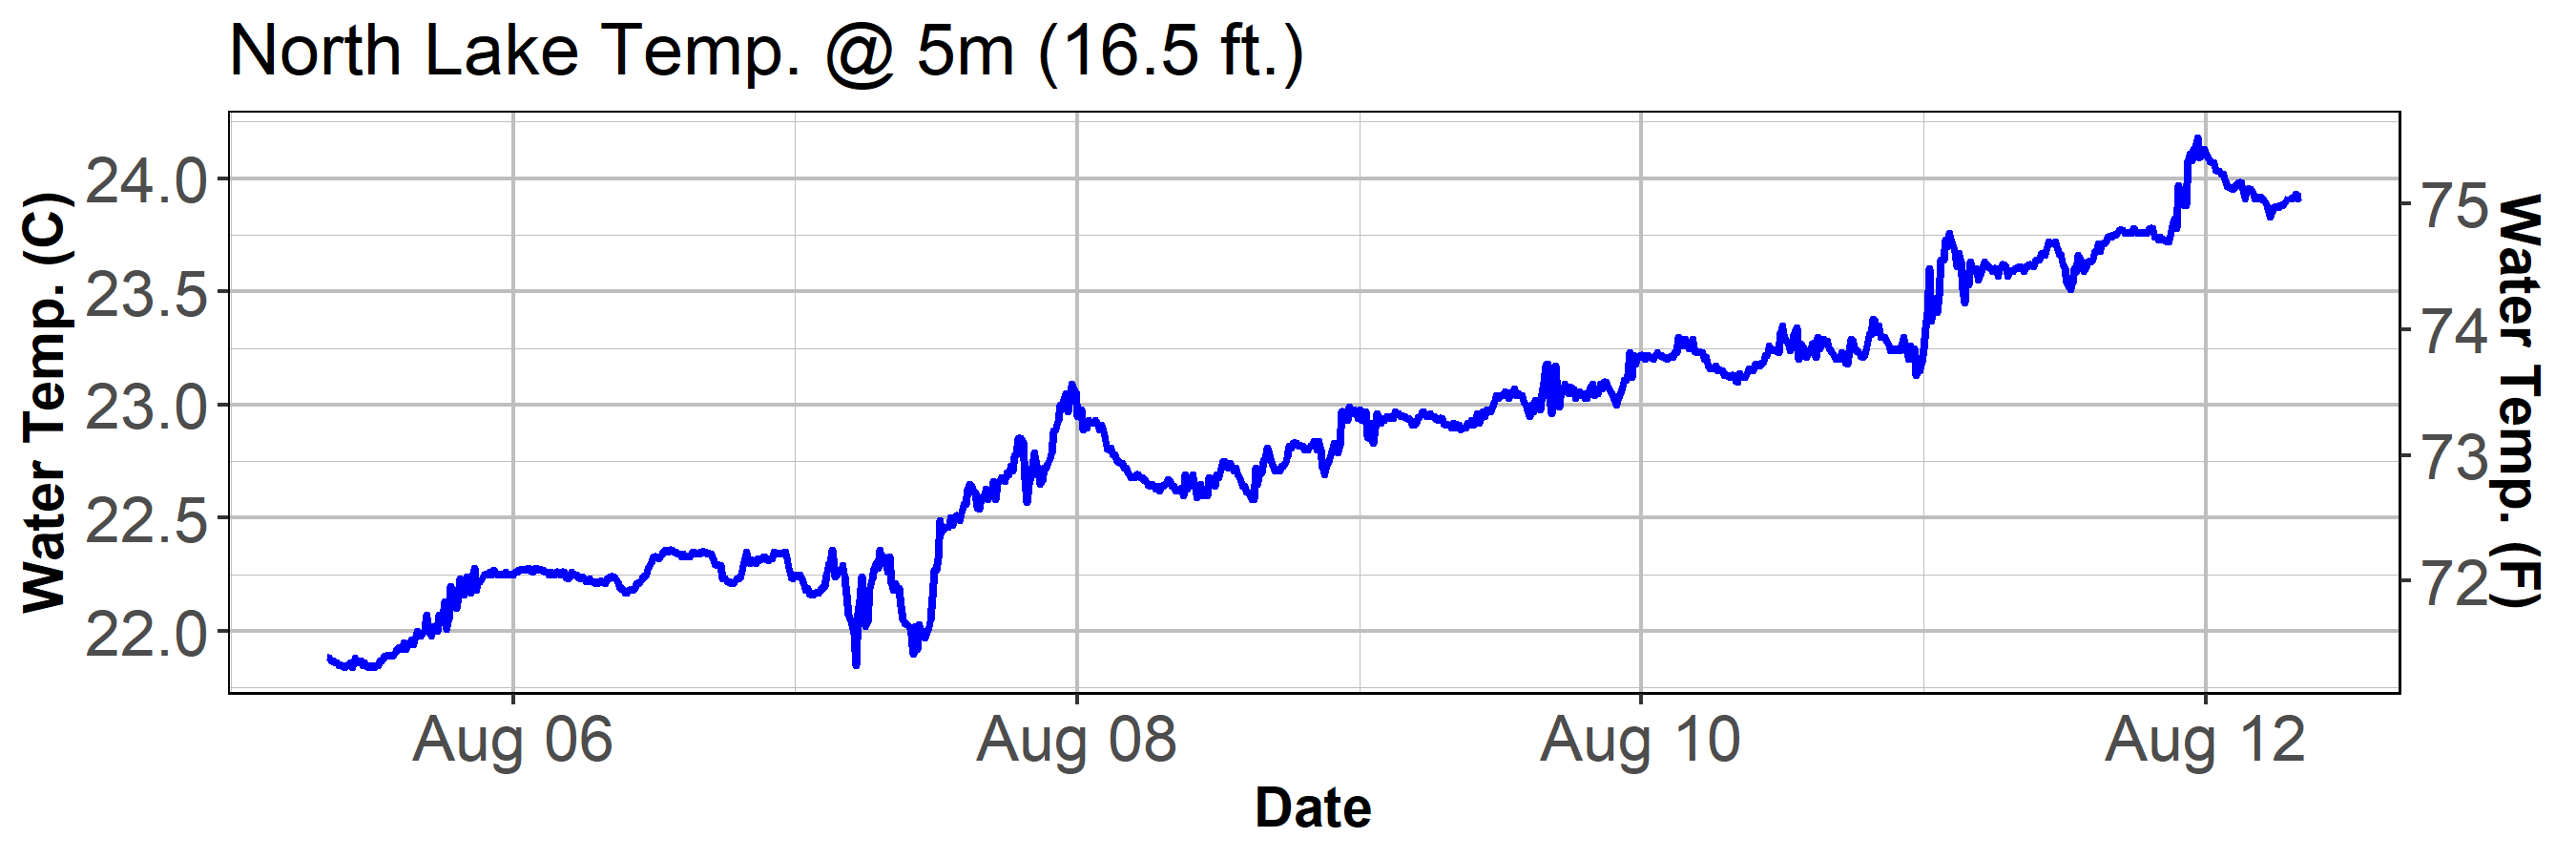 North Lake Temp. @ 5m (16.5 ft.)
Water Temp. (C)
24.0
23.5
23.0
22.5
22.0
75
74
73
72
Water Temp. (F)
Aug 06 Aug 08 Aug 10 Aug 12
Date